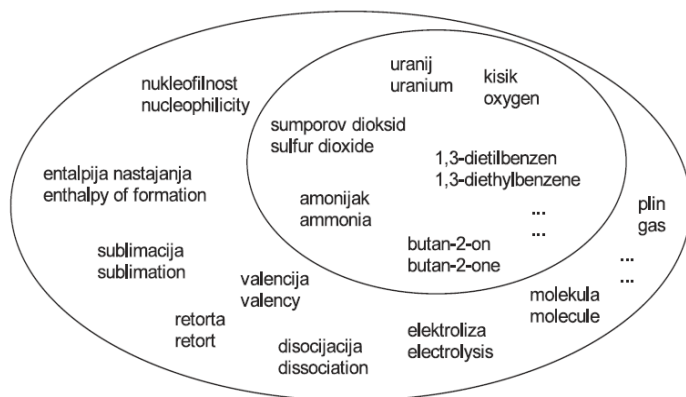 uranij
uranium
kisik
oxygen
nukleofilnost
nucleophilicity
sumporov dioksid
sulfur dioxide
1,3-dietilbenzen
1,3-diethylbenzene
entalpija nastajanja
enthalpy of formation
amonijak
ammonia
plin
gas
...
...
butan-2-on
butan-2-one
sublimacija
sublimation
...
...
valencija
valency
molekula
molecule
retorta
retort
elektroliza
electrolysis
disocijacija
dissociation